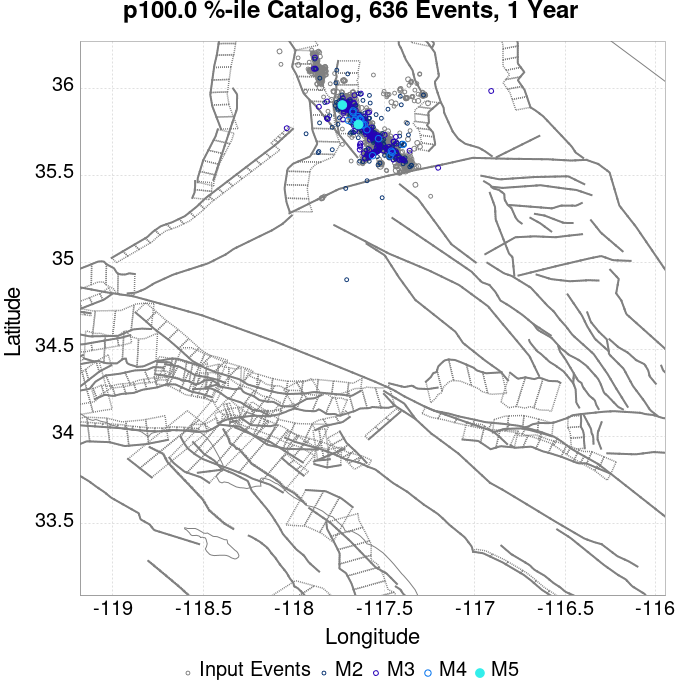 p100.0 %-ile Catalog, 636 Events, 1 Year
36
35.5
35
34.5
34
33.5
Latitude
-119
-118.5
-118
-117.5
-117
-116.5
-116
Longitude
Input Events
M2
M3
M4
M5